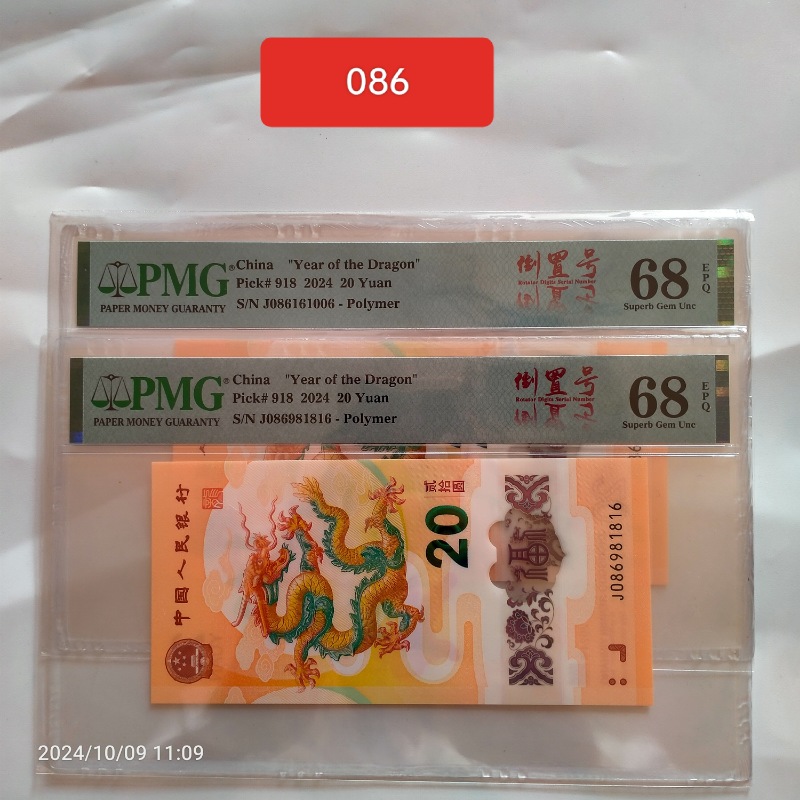 086
PMG®
PAPER MONEY GUARANTY
China "Year of the Dragon"
Pick# 918 2024 20 Yuan
S/N J086161006 - Polymer
倒置号
Rotator Digits Serial Number
68
EPQ
Superb Gem Unc
PMG®
PAPER MONEY GUARANTY
China "Year of the Dragon"
Pick# 918 2024 20 Yuan
S/N J086981816 - Polymer
倒置号
Rotator Digits Serial Number
68
EPQ
Superb Gem Unc
中国人民银行
贰拾圆
20
J086981816
2024/10/09 11:09